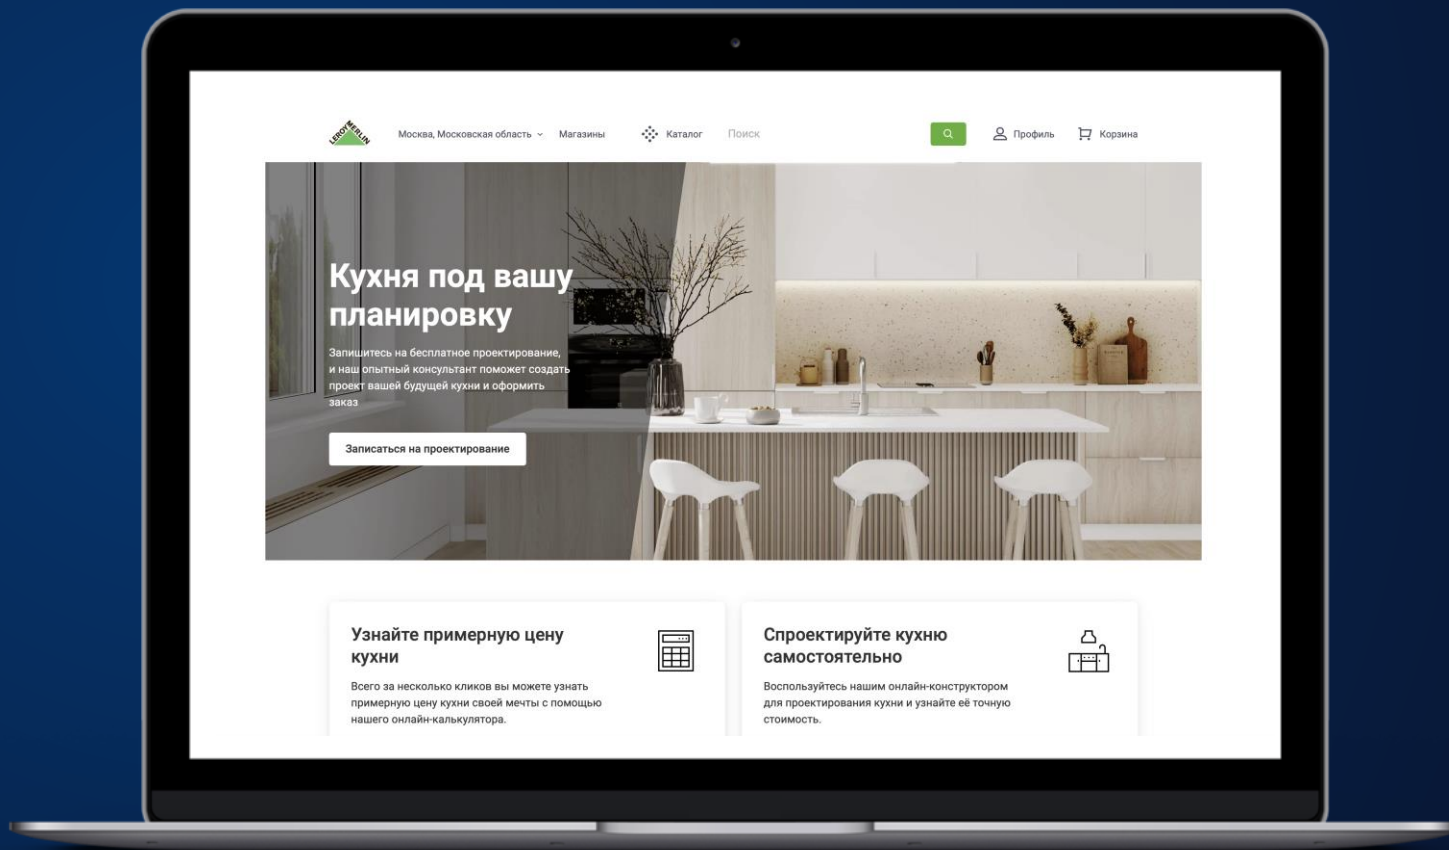 LEROY MERLIN
Москва, Московская область
Магазины
Каталог
Поиск
Профиль
Корзина
Кухня под вашу
планировку
Запишитесь на бесплатное проектирование,
и наш опытный консультант поможет создать
проект вашей будущей кухни и оформить
заказ
Записаться на проектирование
Узнайте примерную цену
кухни
Всего за несколько кликов вы можете узнать
примерную цену кухни своей мечты с помощью
нашего онлайн-калькулятора.
Спроектируйте кухню
самостоятельно
Воспользуйтесь нашим онлайн-конструктором
для проектирования кухни и узнайте её точную
стоимость.